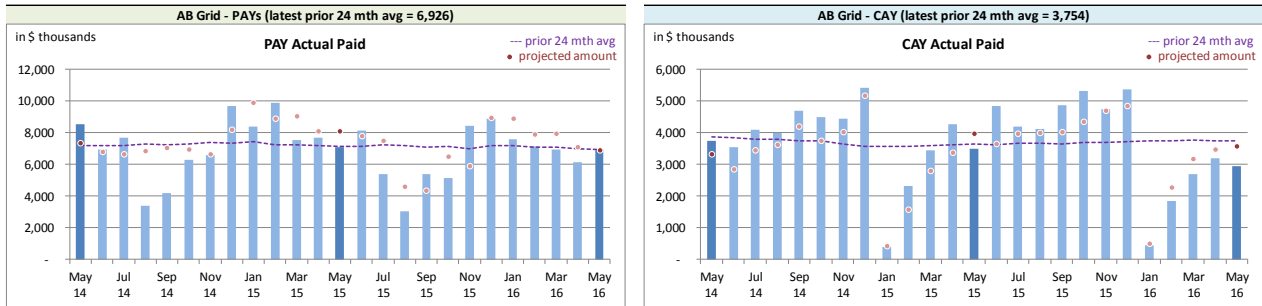 AB Grid - PAYs (latest prior 24 mth avg = 6,926)
in $ thousands
PAY Actual Paid
--- prior 24 mth avg
• projected amount
12,000
10,000
8,000
6,000
4,000
2,000
-
May Jul Sep Nov Jan Mar May Jul Sep Nov Jan Mar May
14 14 14 14 15 15 15 15 15 15 16 16 16
AB Grid - CAY (latest prior 24 mth avg = 3,754)
in $ thousands
CAY Actual Paid
--- prior 24 mth avg
• projected amount
6,000
5,000
4,000
3,000
2,000
1,000
-
May Jul Sep Nov Jan Mar May Jul Sep Nov Jan Mar May
14 14 14 14 15 15 15 15 15 15 16 16 16